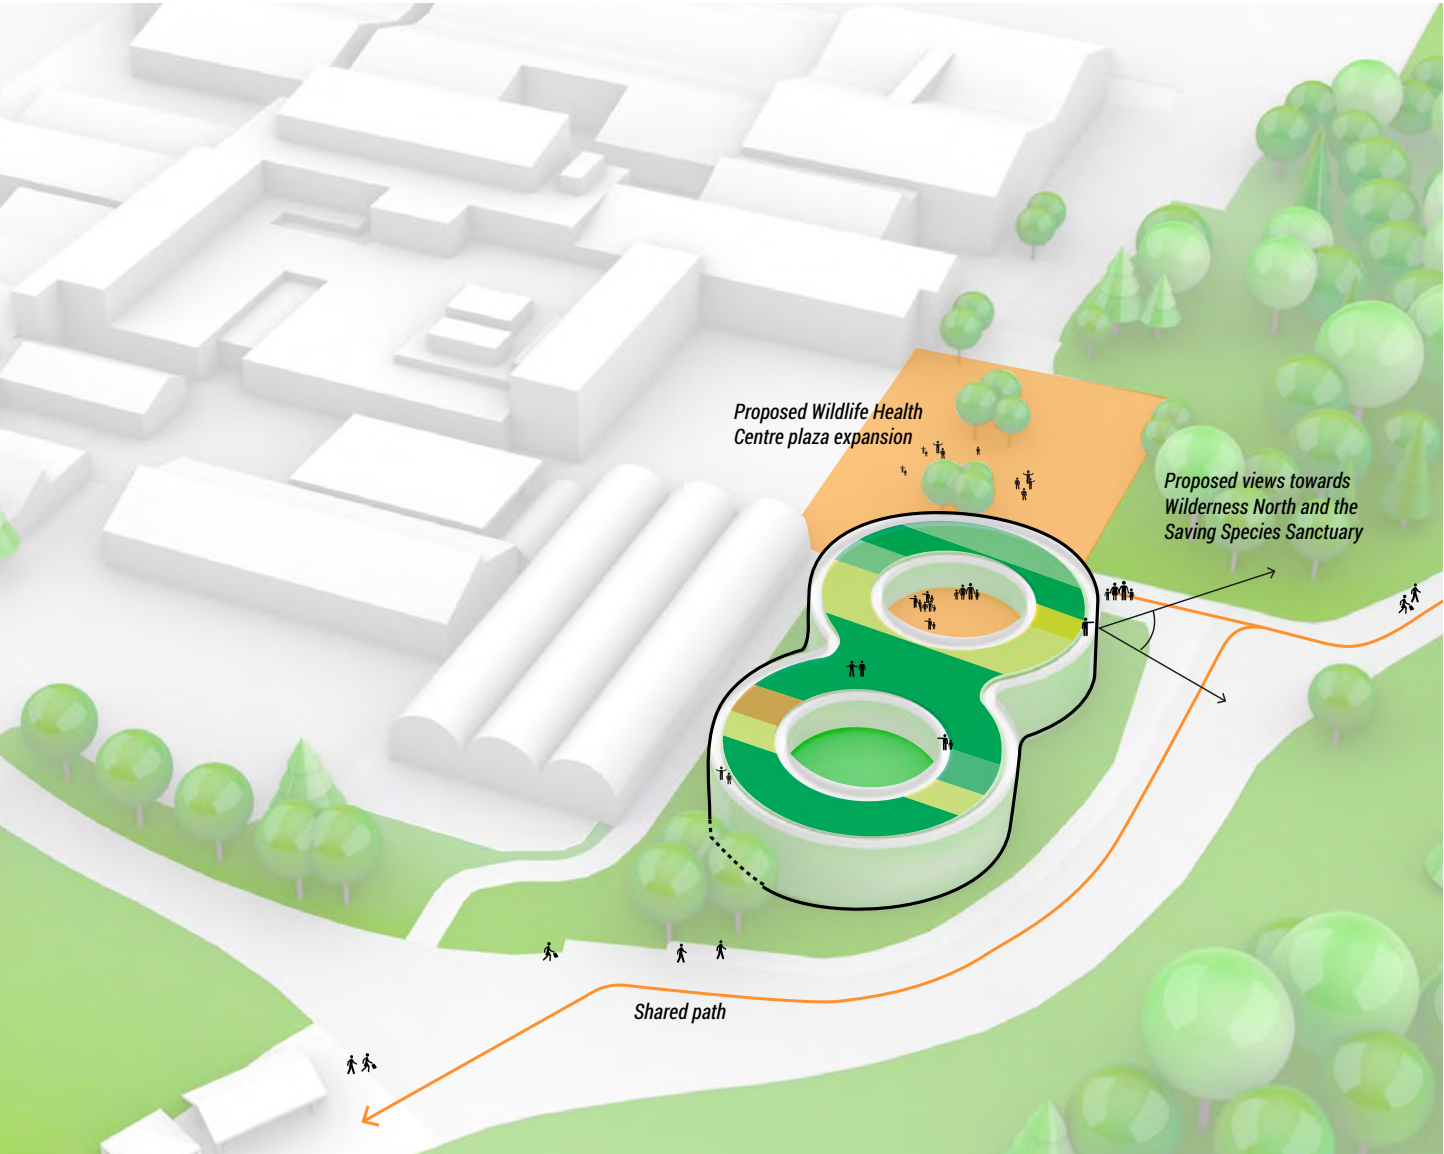 Proposed Wildlife Health
Centre plaza expansion
Proposed views towards
Wilderness North and the
Saving Species Sanctuary
Shared path